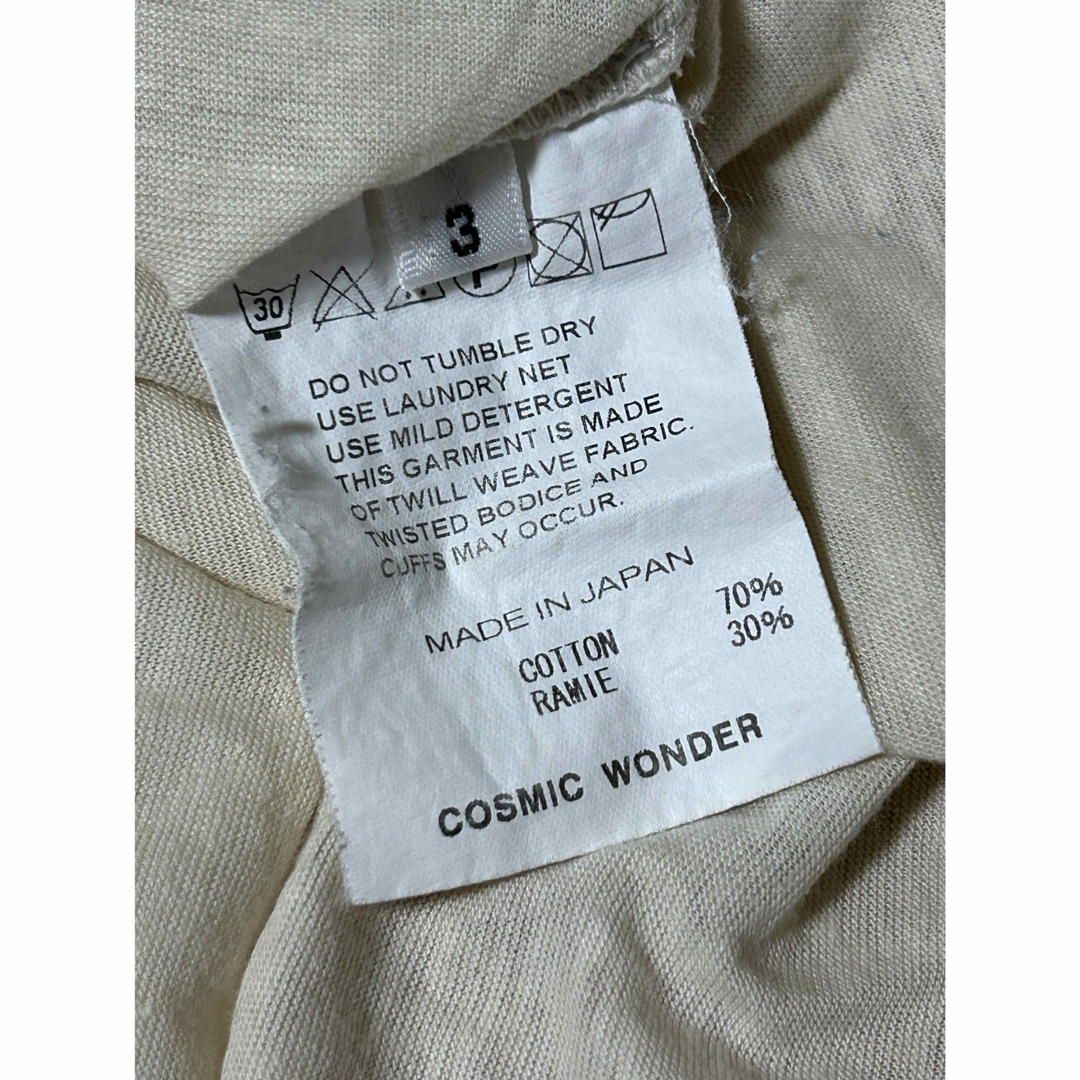 3
30
P
DO NOT TUMBLE DRY
USE LAUNDRY NET
USE MILD DETERGENT
THIS GARMENT IS MADE
OF TWILL WEAVE FABRIC.
TWISTED BODICE AND
CUFFS MAY OCCUR.
MADE IN JAPAN
COTTON 70%
RAMIE 30%
COSMIC WONDER